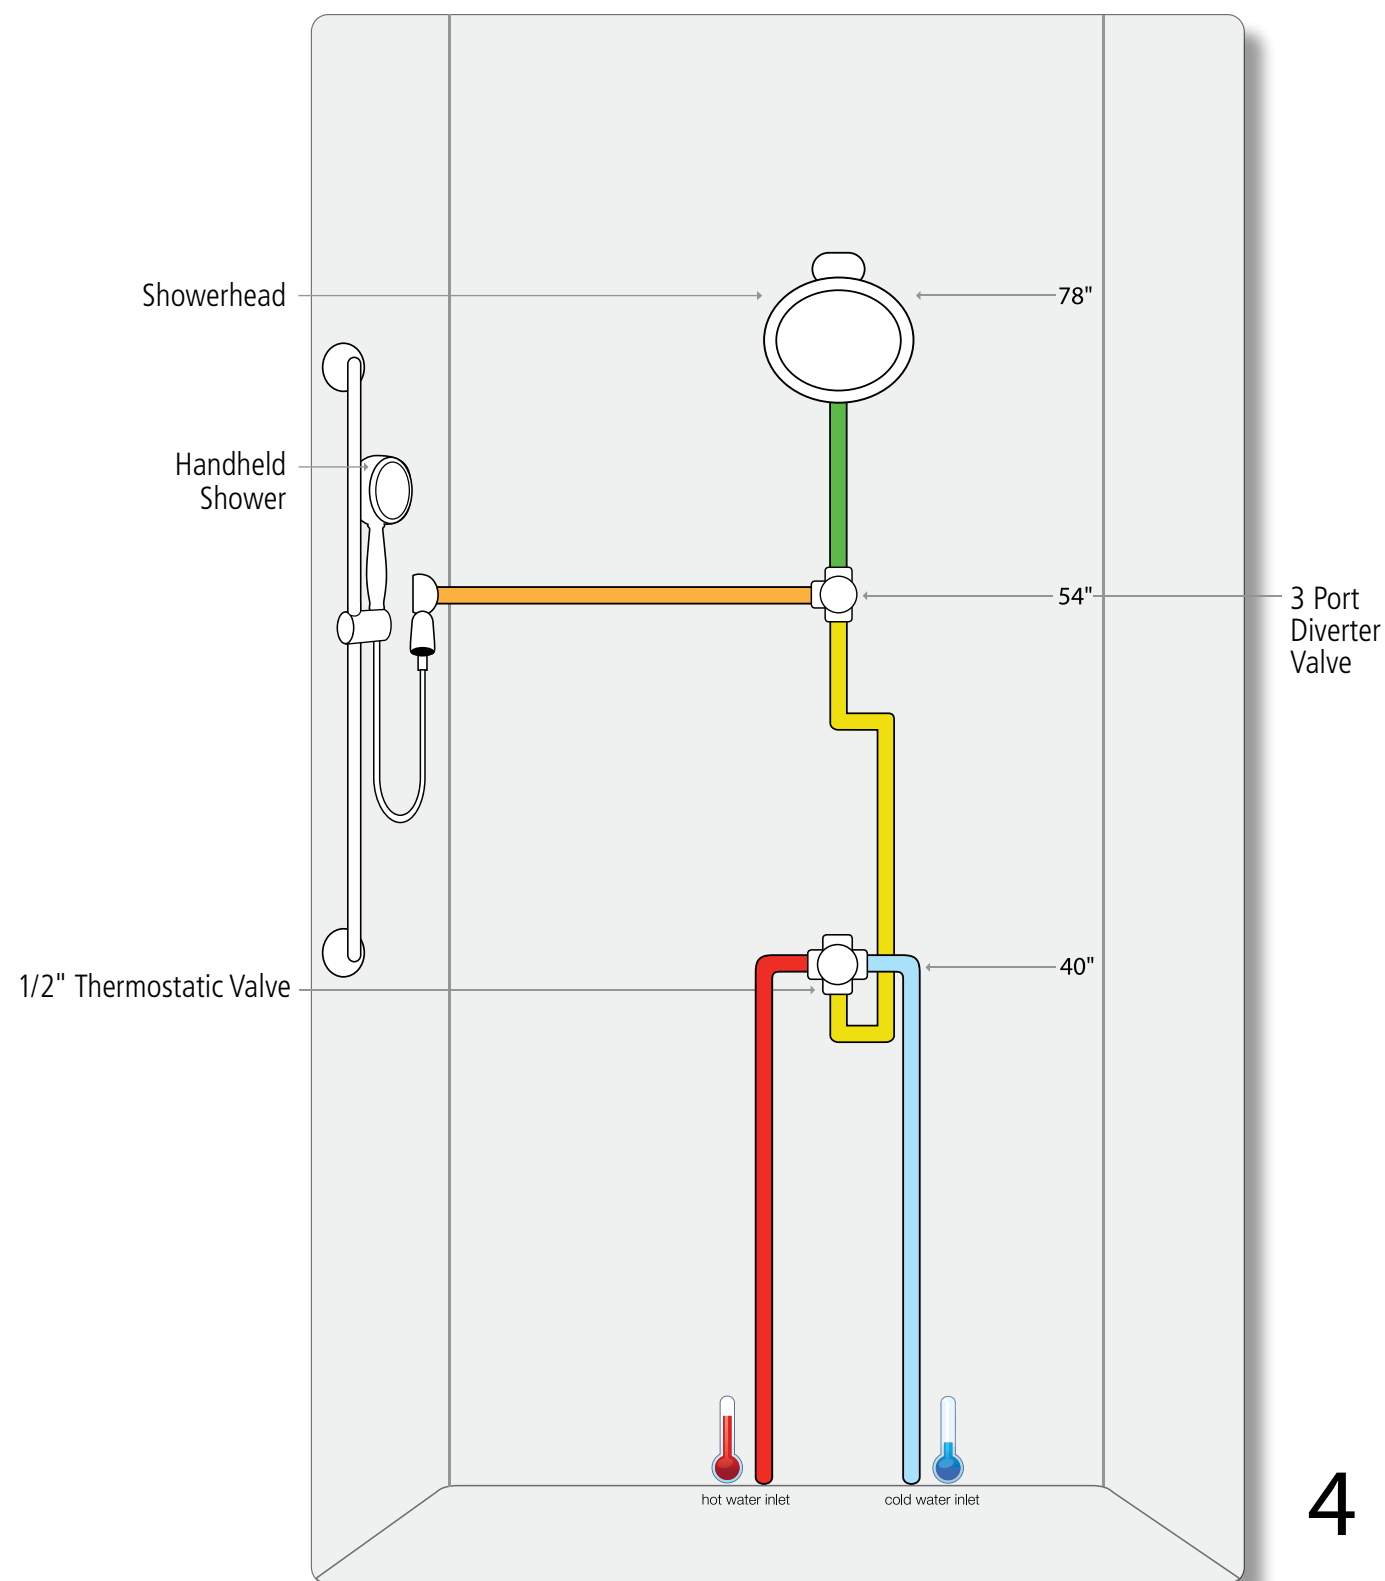 Showerhead
78"
Handheld
Shower
54"
3 Port
Diverter
Valve
1/2" Thermostatic Valve
40"
hot water inlet
cold water inlet
4